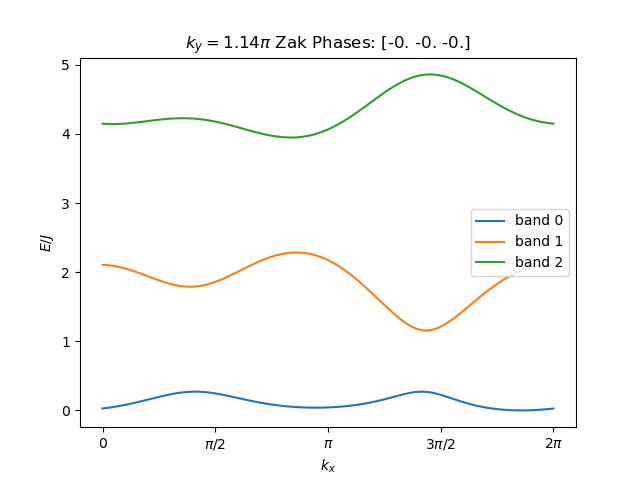 k_y = 1.14π Zak Phases: [-0. -0. -0.]
5
4
3
2
1
0
E/J
band 0
band 1
band 2
0 π/2 π 3π/2 2π
k_x